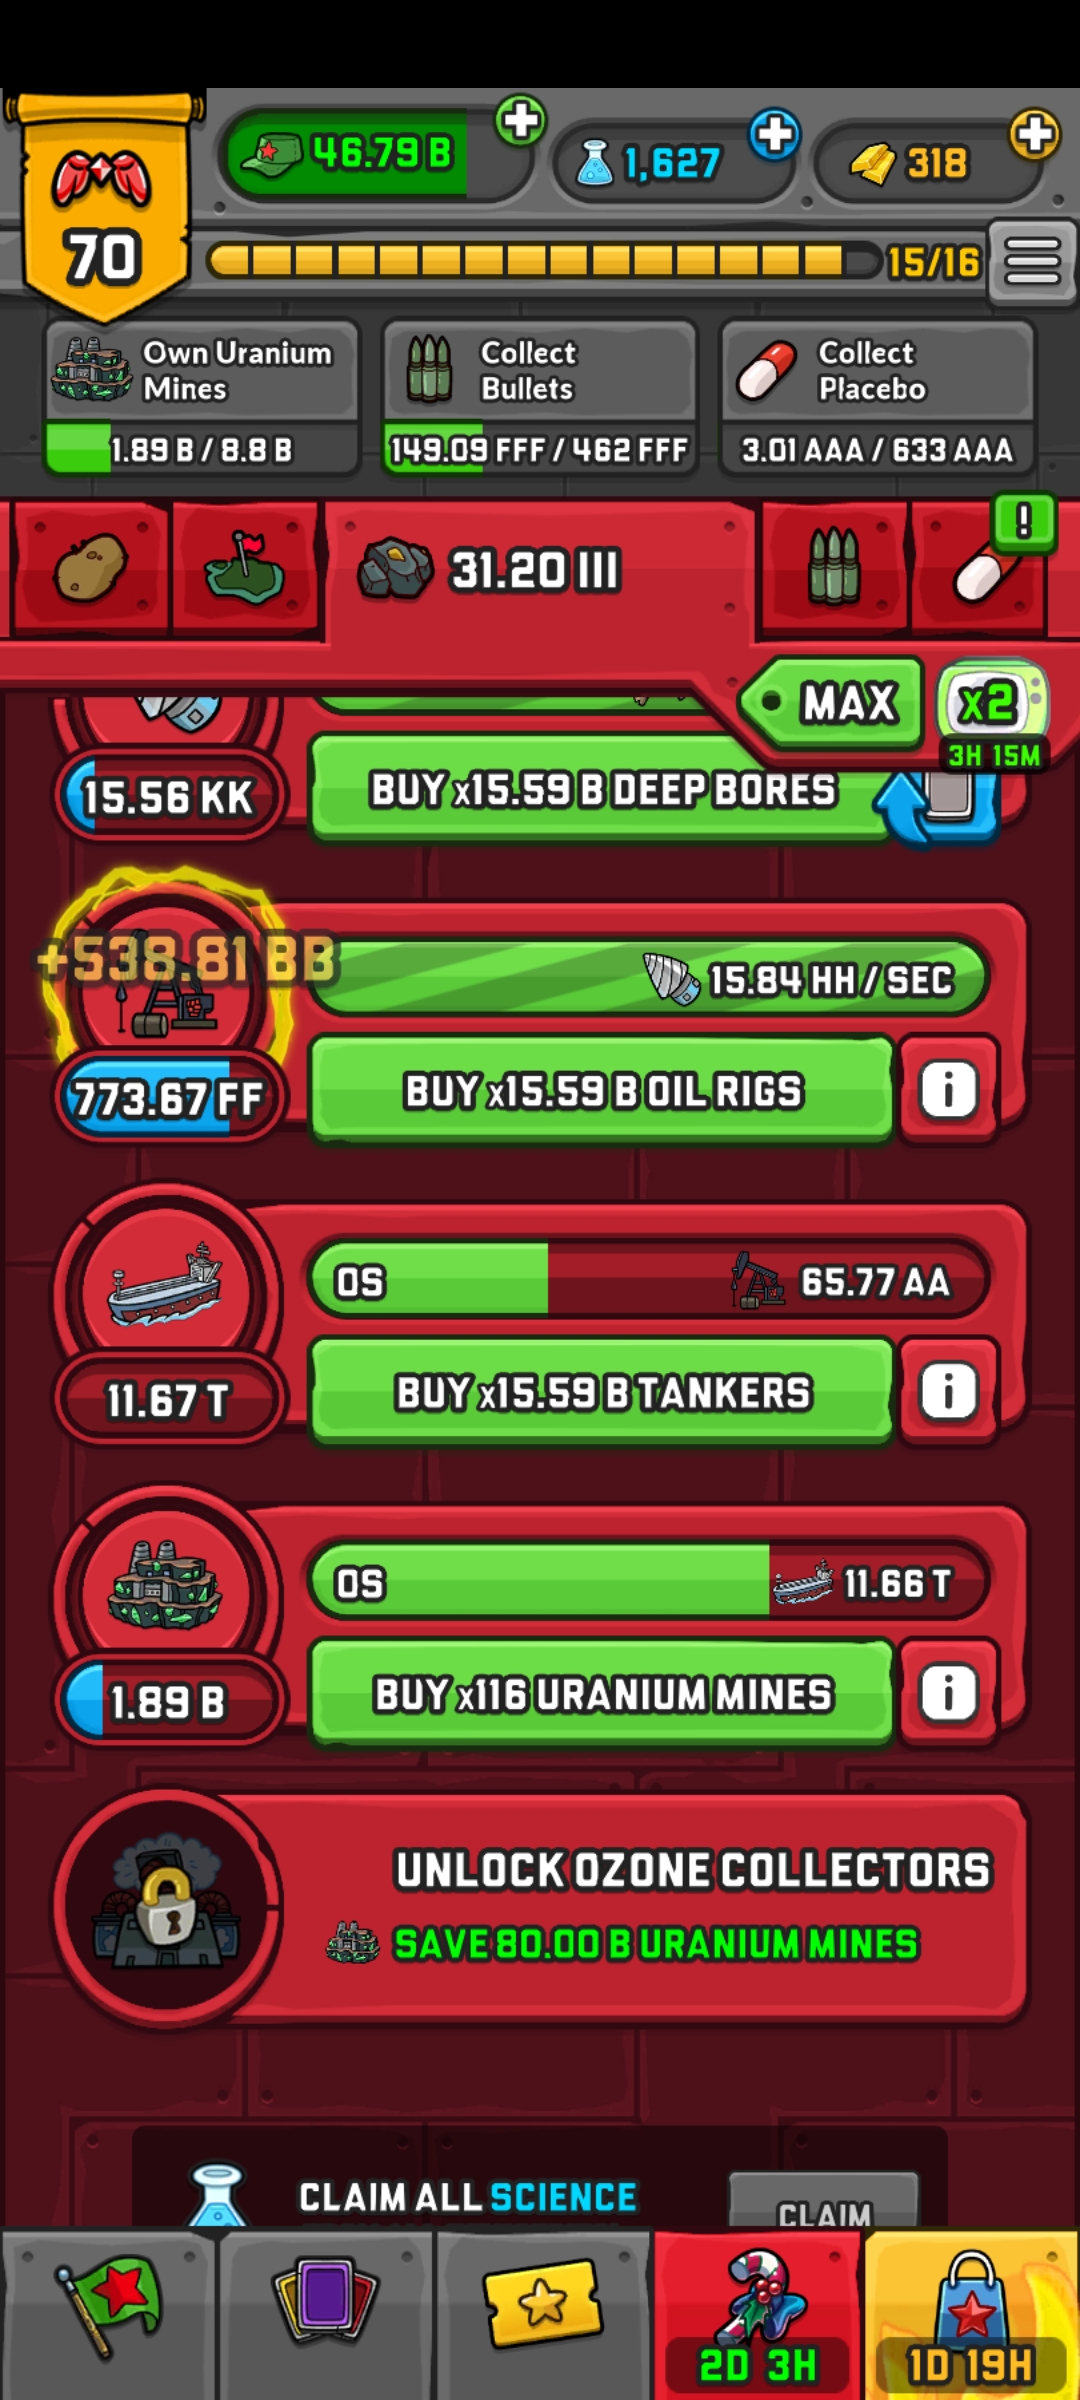 46.79 B
1,627
318
70
15/16
Own Uranium
Mines
1.89 B / 8.8 B
Collect
Bullets
149.09 FFF / 462 FFF
Collect
Placebo
3.01 AAA / 633 AAA
!
31.20 III
MAX
x2
3H 15M
15.56 KK
BUY x15.59 B DEEP BORES
+538.81 BB
15.84 HH / SEC
773.67 FF
BUY x15.59 B OIL RIGS
i
0S
65.77 AA
11.67 T
BUY x15.59 B TANKERS
i
0S
11.66 T
1.89 B
BUY x116 URANIUM MINES
i
UNLOCK OZONE COLLECTORS
SAVE 80.00 B URANIUM MINES
CLAIM ALL SCIENCE
CLAIM
2D 3H
1D 19H